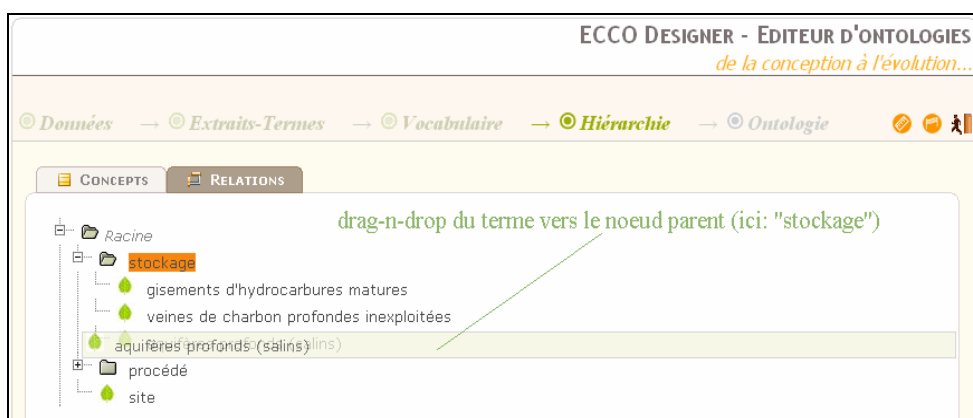 ECCO DESIGNER - EDITEUR D'ONTOLOGIES
de la conception à l'évolution...
Données → Extraits-Termes → Vocabulaire → Hiérarchie → Ontologie
CONCEPTS RELATIONS
drag-n-drop du terme vers le noeud parent (ici: "stockage")
Racine
stockage
gisements d'hydrocarbures matures
veines de charbon profondes inexploitées
aquifères profonds (salins)
procédé
site